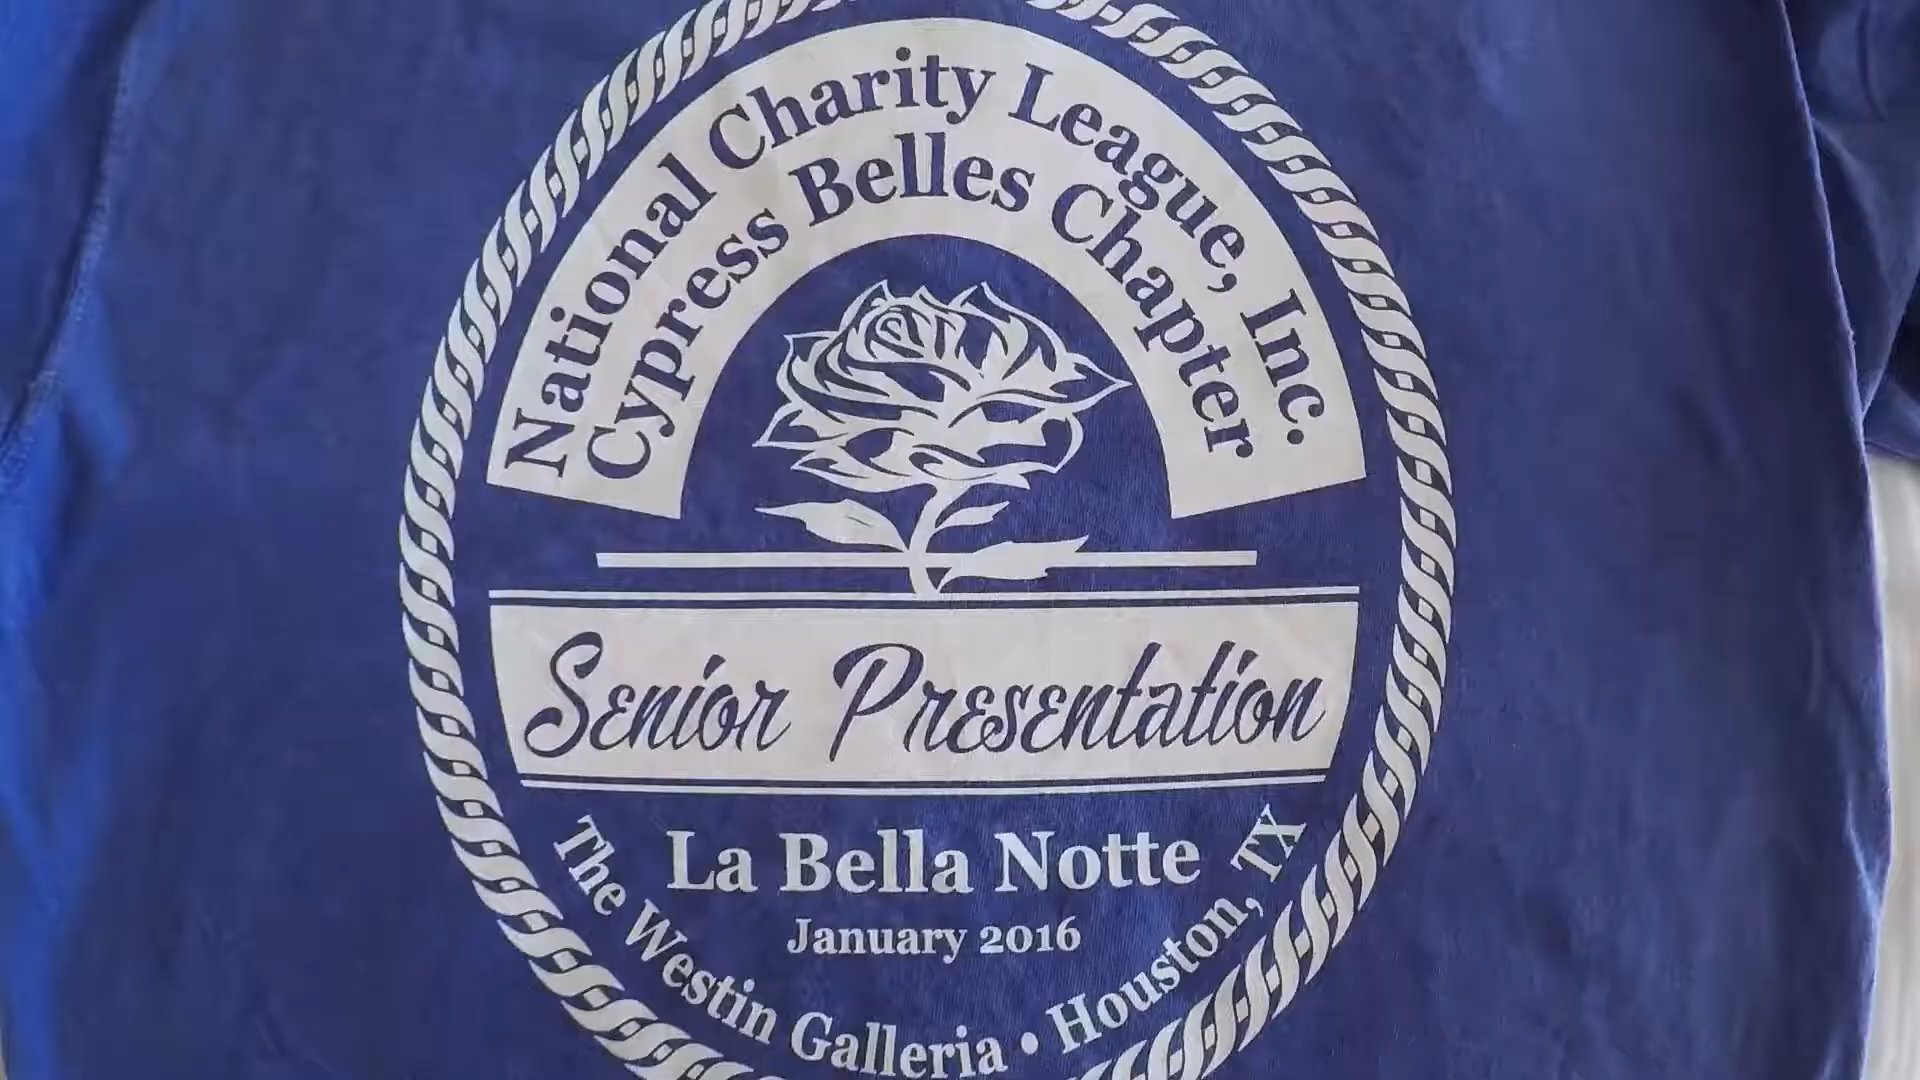 National Charity League, Inc.
Cypress Belles Chapter
Senior Presentation
La Bella Notte
January 2016
The Westin Galleria • Houston, TX